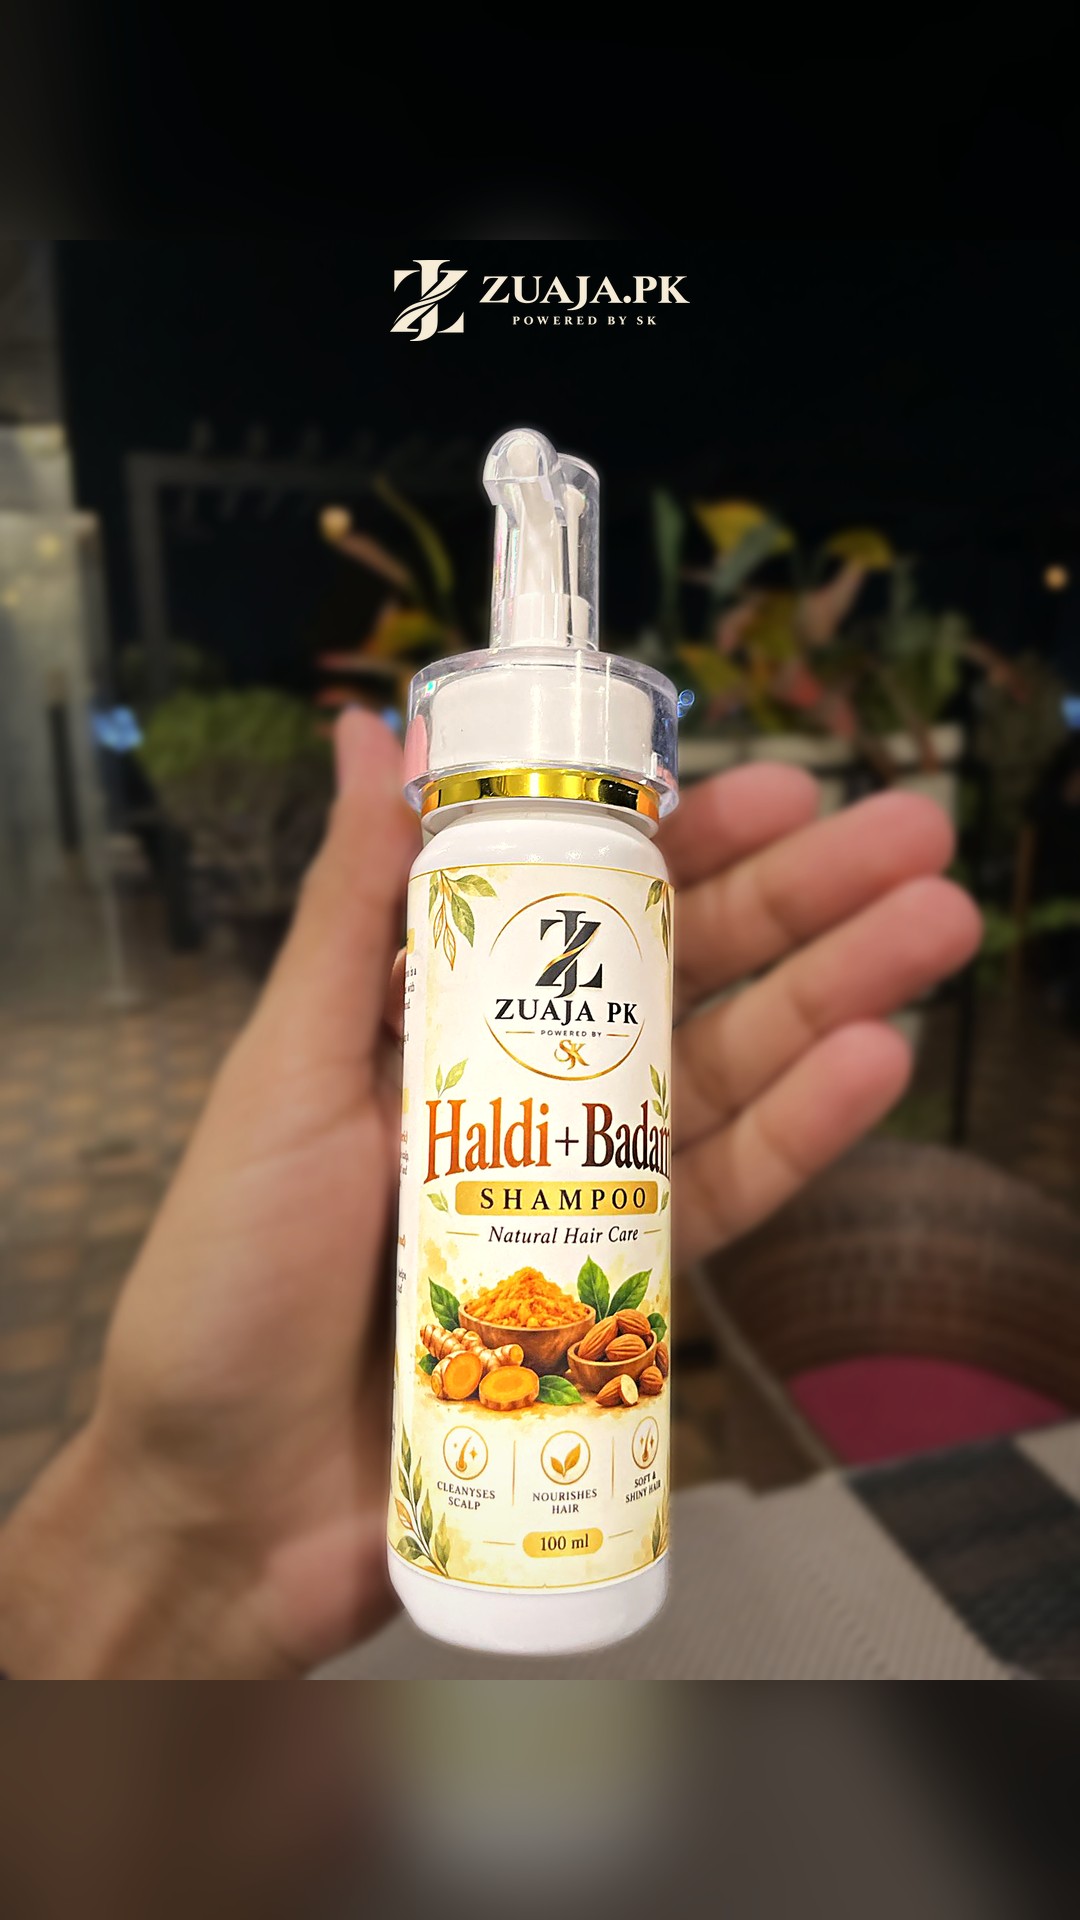 ZUAJA.PK
POWERED BY SK
ZUAJA PK
POWERED BY
SK
Haldi+Badam
SHAMPOO
Natural Hair Care
CLEANYSES
SCALP
NOURISHES
HAIR
SOFT &
SHINY HAIR
100 ml